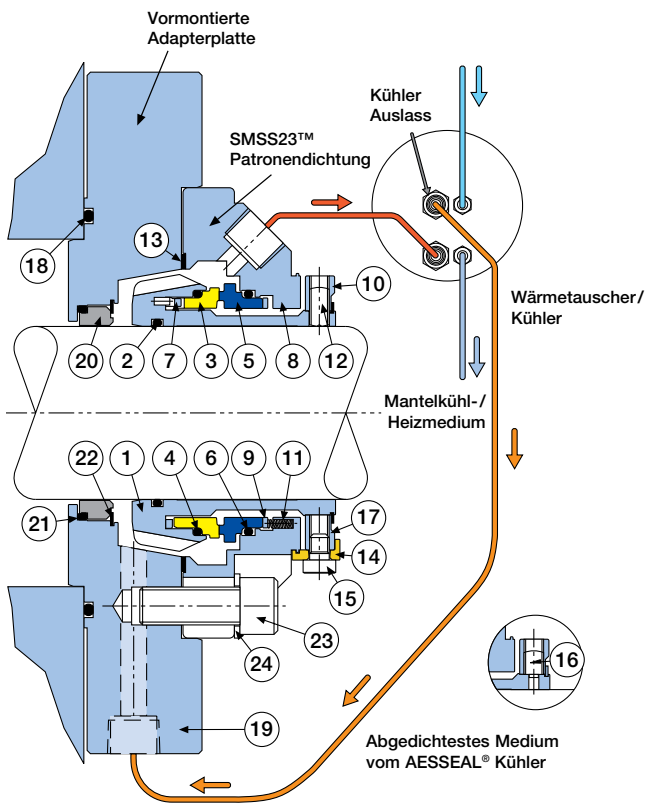 Vormontierte
Adapterplatte
Kühler
Auslass
SMSS23™
Patronendichtung
18
13
10
Wärmetauscher/
Kühler
20
2
7
3
5
8
12
Mantelkühl-/
Heizmedium
22
1
4
6
9
11
21
17
14
15
23
24
16
19
Abgedichtestes Medium
vom AESSEAL® Kühler